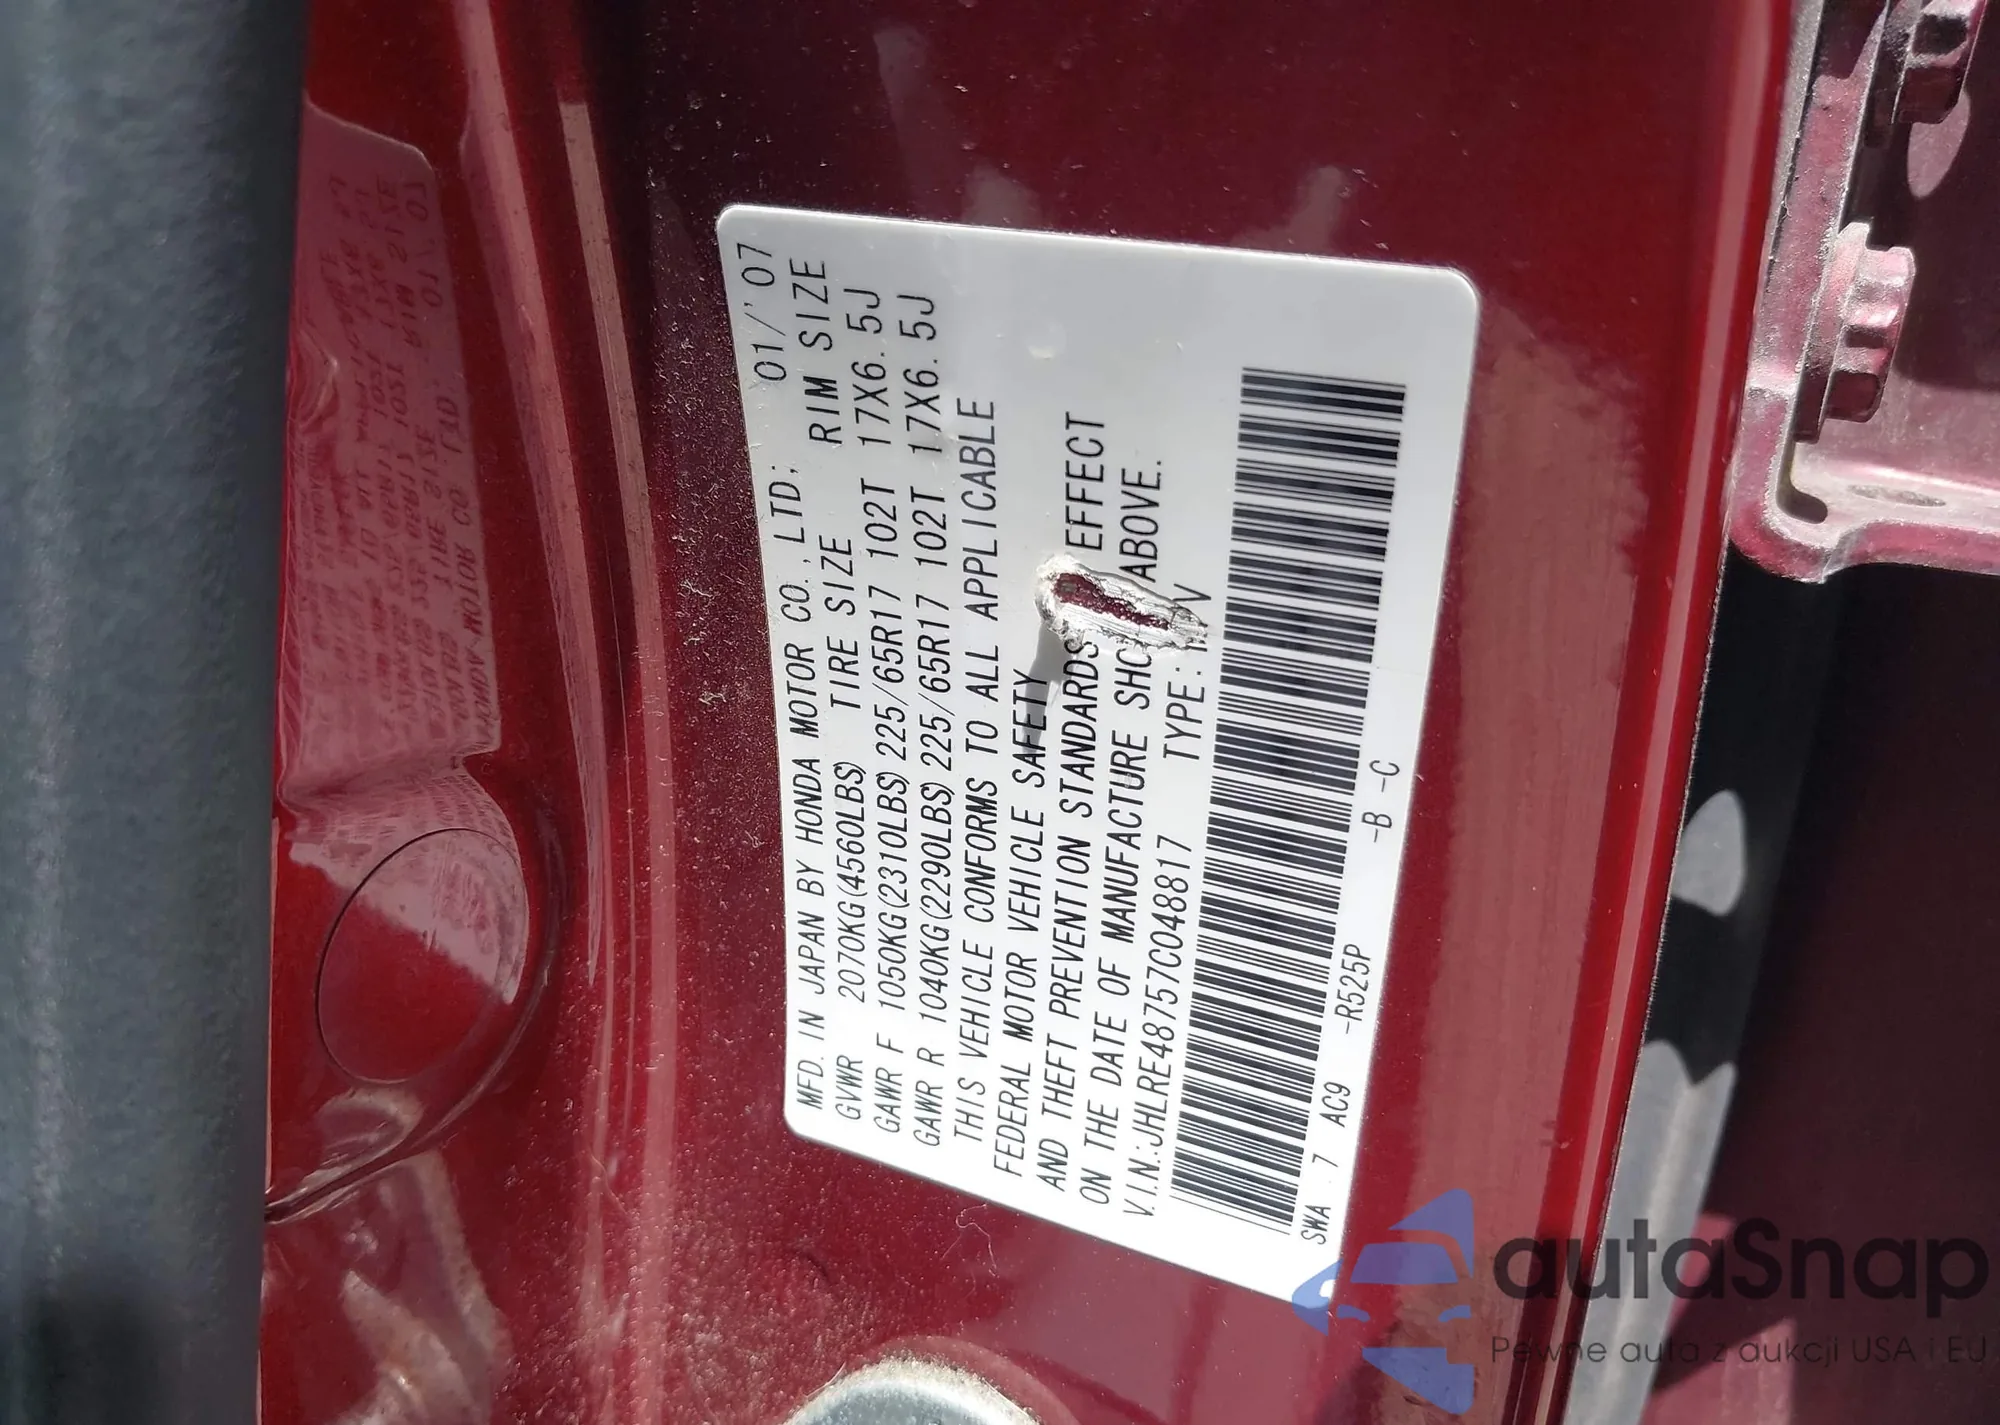 MFD. IN JAPAN BY HONDA MOTOR CO., LTD; 01/'07
GVWR 2070KG(4560LBS) TIRE SIZE RIM SIZE
GAWR F 1050KG(2310LBS) 225/65R17 102T 17X6.5J
GAWR R 1040KG(2290LBS) 225/65R17 102T 17X6.5J
THIS VEHICLE CONFORMS TO ALL APPLICABLE
FEDERAL MOTOR VEHICLE SAFETY
AND THEFT PREVENTION STANDARDS EFFECT
ON THE DATE OF MANUFACTURE ABOVE.
V.I.N.:JHLRE48757C048817 TYPE:
SWA 7 AC9 -R525P -B -C
autaSnap
Pewne auta z aukcji USA i EU